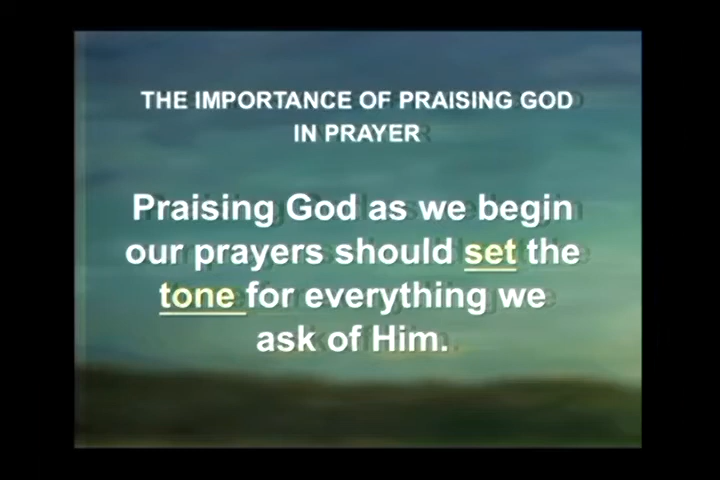 THE IMPORTANCE OF PRAISING GOD
IN PRAYER
Praising God as we begin
our prayers should set the
tone for everything we
ask of Him.